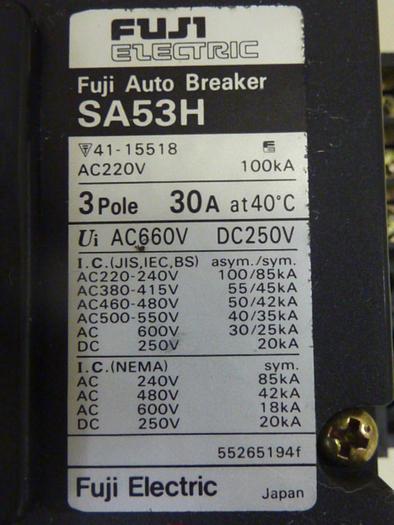 FUJI
ELECTRIC
Fuji Auto Breaker
SA53H
41-15518
AC220V 100kA
3Pole 30A at 40°C
Ui AC660V DC250V
I.C.(JIS,IEC,BS) asym./sym.
AC220-240V 100/85kA
AC380-415V 55/45kA
AC460-480V 50/42kA
AC500-550V 40/35kA
AC 600V 30/25kA
DC 250V 20kA
I.C.(NEMA) sym.
AC 240V 85kA
AC 480V 42kA
AC 600V 18kA
DC 250V 20kA
55265194f
Fuji Electric Japan